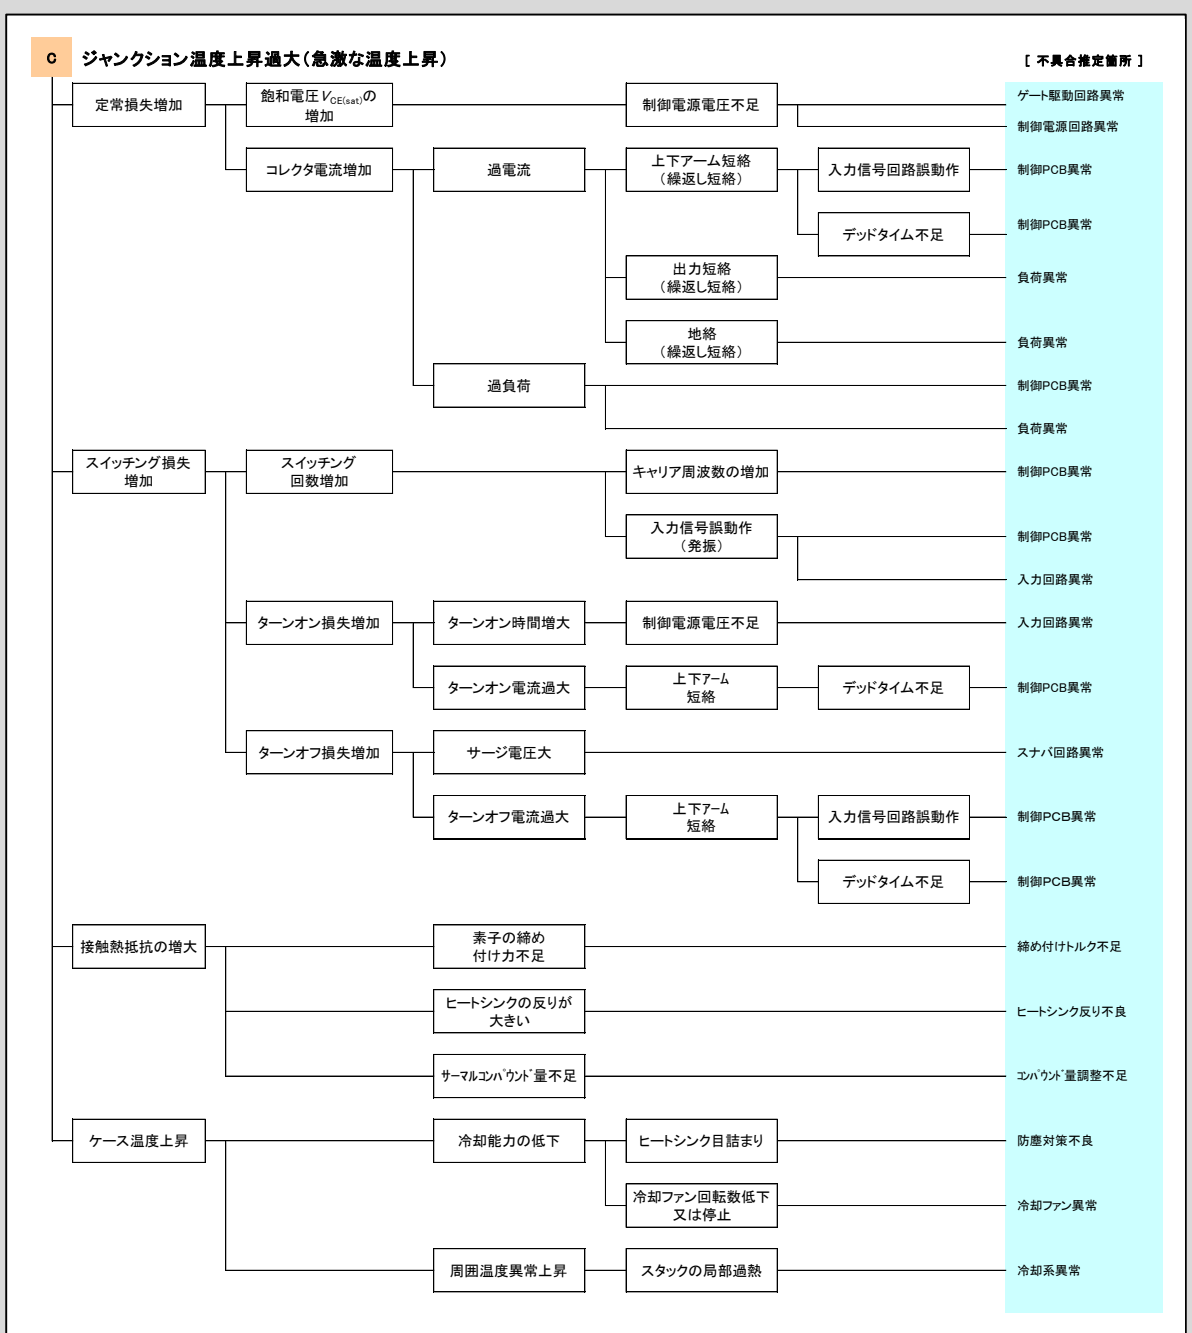 C
ジャンクション温度上昇過大(急激な温度上昇)
[ 不具合推定箇所 ]
定常損失増加
飽和電圧VCE(sat)の
増加
制御電源電圧不足
ゲート駆動回路異常
制御電源回路異常
コレクタ電流増加
過電流
上下アーム短絡
(繰返し短絡)
入力信号回路誤動作
制御PCB異常
デッドタイム不足
制御PCB異常
出力短絡
(繰返し短絡)
負荷異常
地絡
(繰返し短絡)
負荷異常
過負荷
制御PCB異常
負荷異常
スイッチング損失
増加
スイッチング
回数増加
キャリア周波数の増加
制御PCB異常
入力信号誤動作
(発振)
制御PCB異常
入力回路異常
ターンオン損失増加
ターンオン時間増大
制御電源電圧不足
入力回路異常
ターンオン電流過大
上下ｱｰﾑ
短絡
デッドタイム不足
制御PCB異常
ターンオフ損失増加
サージ電圧大
スナバ回路異常
ターンオフ電流過大
上下ｱｰﾑ
短絡
入力信号回路誤動作
制御PCB異常
デッドタイム不足
制御PCB異常
接触熱抵抗の増大
素子の締め
付け力不足
締め付けトルク不足
ヒートシンクの反りが
大きい
ヒートシンク反り不良
サーマルコンパウンド量不足
ｺﾝﾊﾟｳﾝﾄﾞ量調整不足
ケース温度上昇
冷却能力の低下
ヒートシンク目詰まり
防塵対策不良
冷却ファン回転数低下
又は停止
冷却ファン異常
周囲温度異常上昇
スタックの局部過熱
冷却系異常